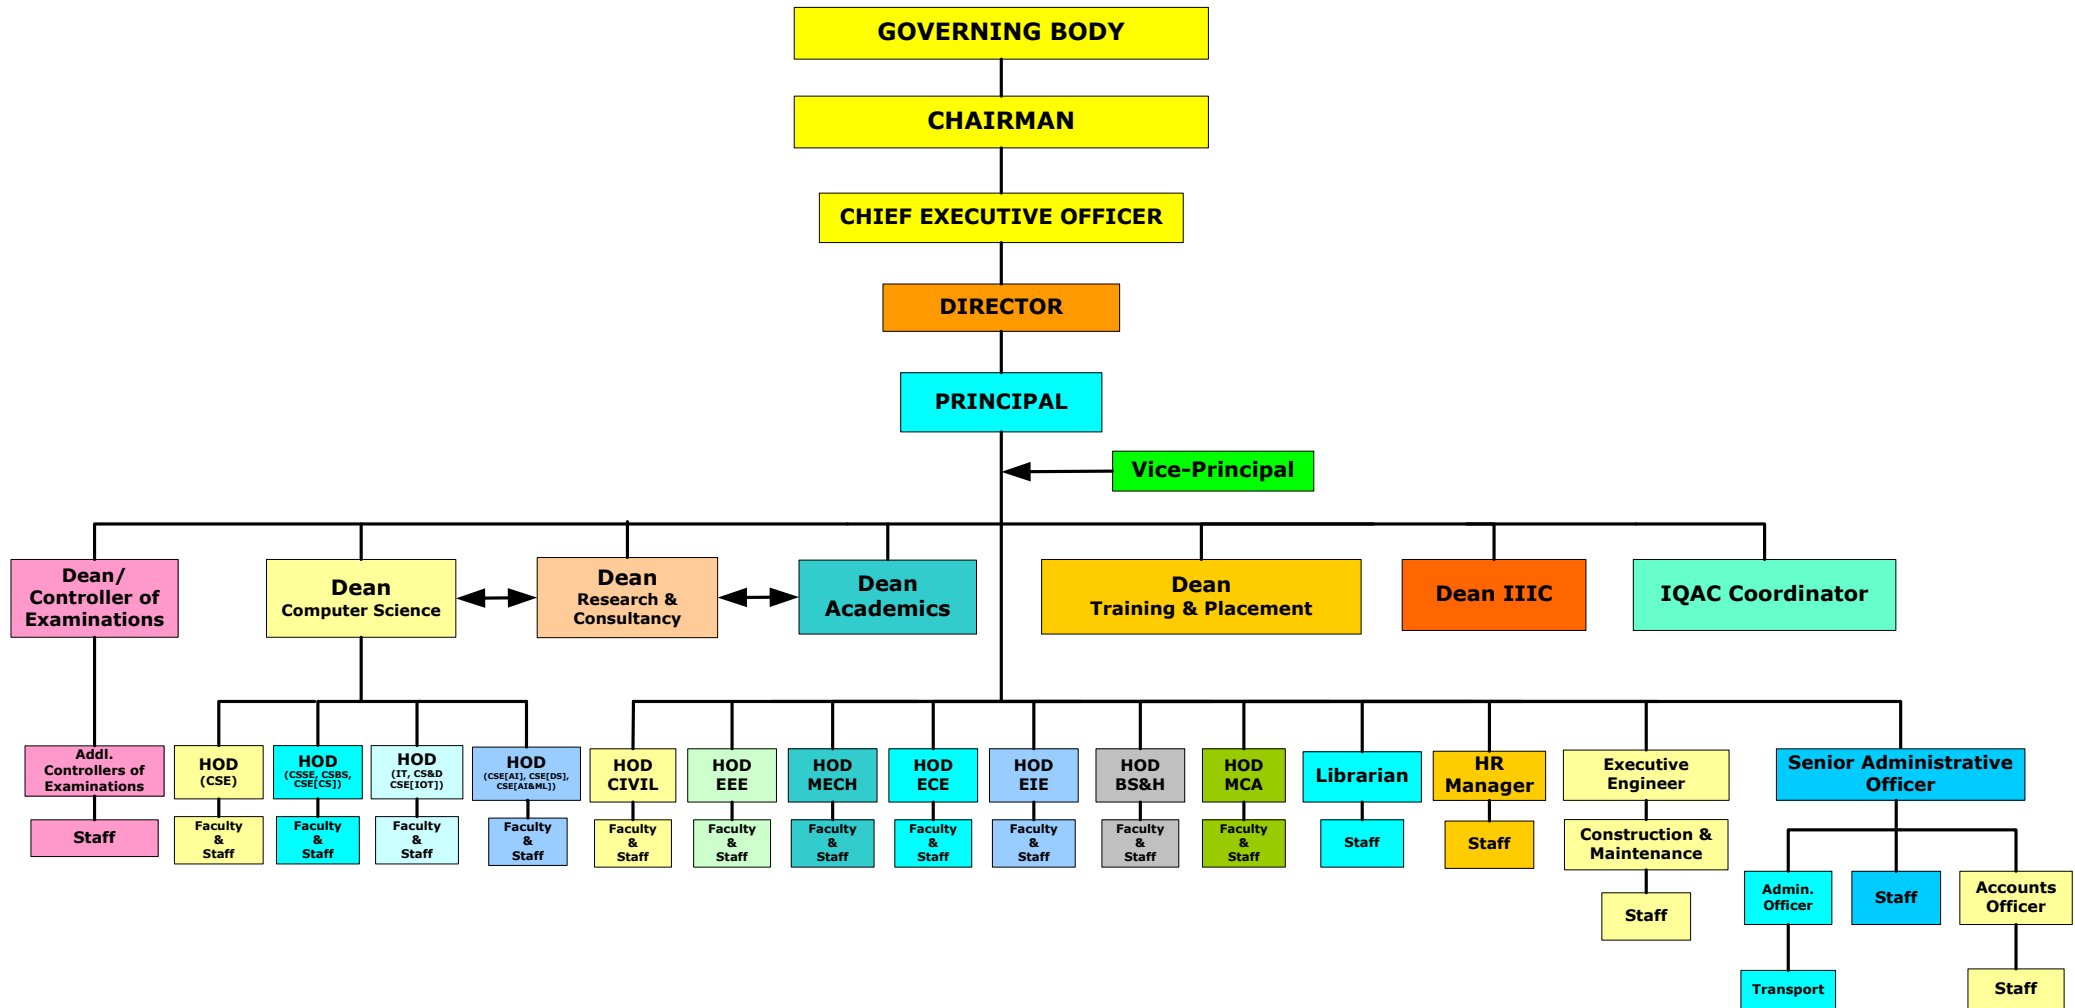 GOVERNING BODY
CHAIRMAN
CHIEF EXECUTIVE OFFICER
DIRECTOR
PRINCIPAL
Vice-Principal
Dean/
Controller of
Examinations
Dean
Computer Science
Dean
Research &
Consultancy
Dean
Academics
Dean
Training & Placement
Dean IIIC
IQAC Coordinator
Addl.
Controllers of
Examinations
HOD
(CSE)
HOD
(CSSE, CSBS,
CSE[CS])
HOD
(IT, CS&D
CSE[IOT])
HOD
(CSE[AI], CSE[DS],
CSE[AI&ML])
HOD
CIVIL
HOD
EEE
HOD
MECH
HOD
ECE
HOD
EIE
HOD
BS&H
HOD
MCA
Librarian
HR
Manager
Executive
Engineer
Senior Administrative
Officer
Staff
Faculty
&
Staff
Faculty
&
Staff
Faculty
&
Staff
Faculty
&
Staff
Faculty
&
Staff
Faculty
&
Staff
Faculty
&
Staff
Faculty
&
Staff
Faculty
&
Staff
Faculty
&
Staff
Faculty
&
Staff
Staff
Staff
Construction &
Maintenance
Staff
Admin.
Officer
Staff
Accounts
Officer
Transport
Staff